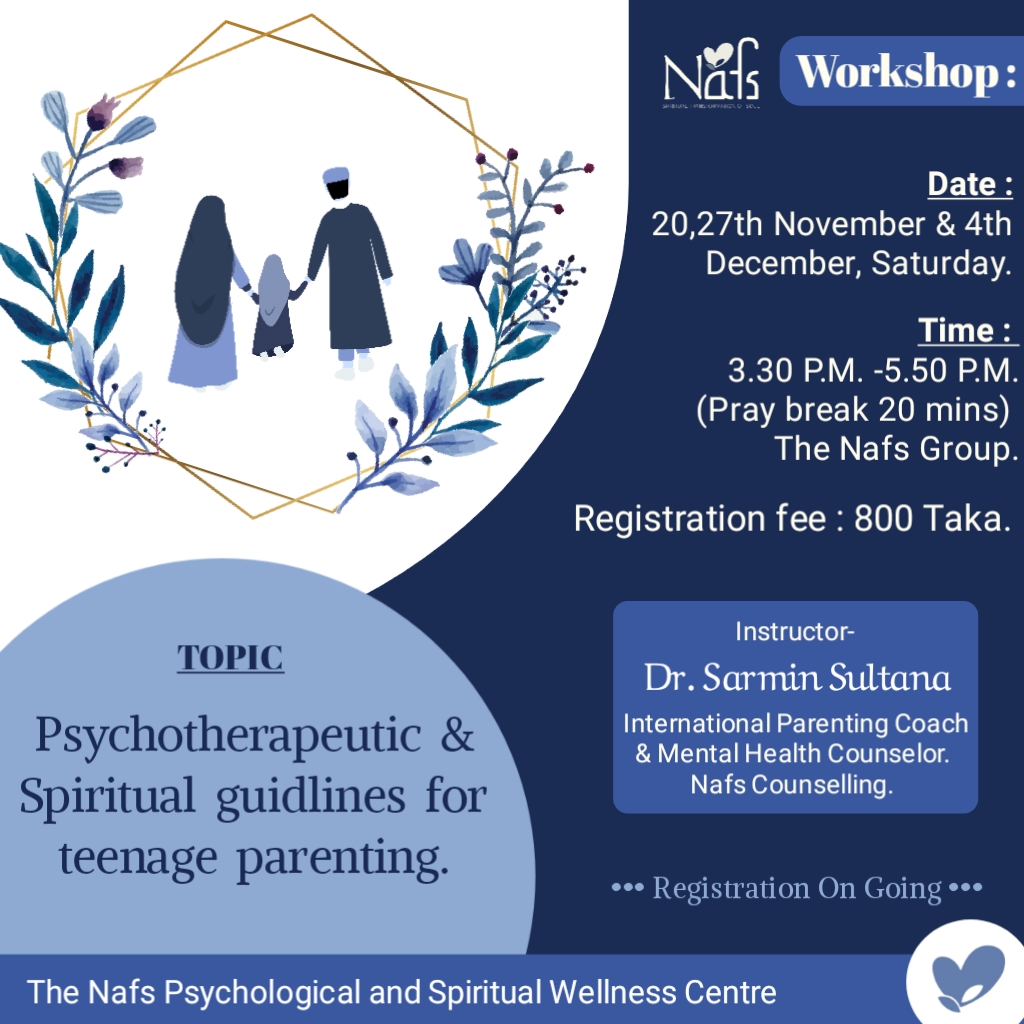 Nafs
Workshop :
Date :
20,27th November & 4th
December, Saturday.
Time :
3.30 P.M. -5.50 P.M.
(Pray break 20 mins)
The Nafs Group.
Registration fee : 800 Taka.
TOPIC
Psychotherapeutic &
Spiritual guidlines for
teenage parenting.
Instructor-
Dr. Sarmin Sultana
International Parenting Coach
& Mental Health Counselor.
Nafs Counselling.
••• Registration On Going •••
The Nafs Psychological and Spiritual Wellness Centre